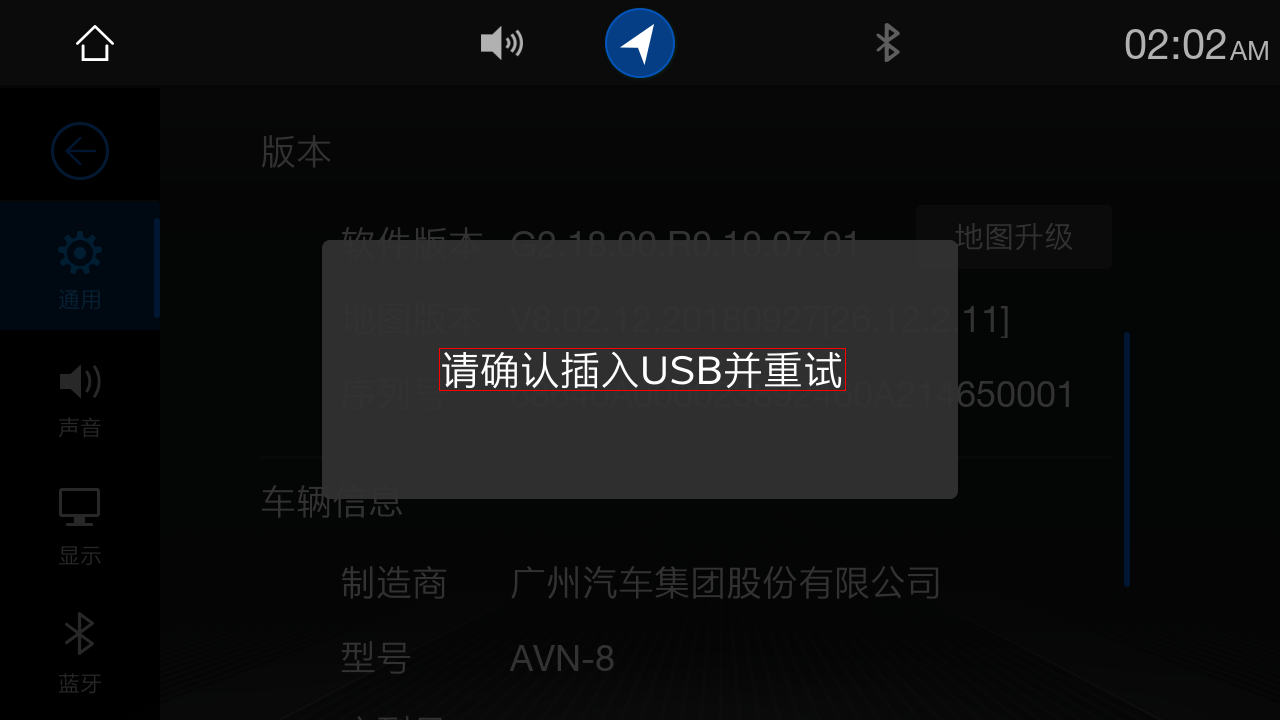 02:02AM
版本
软件版本 G2.18.00.R0.10.07.01 地图升级
通用
地图版本 V8.02.12.20180927[26.12.2.11]
请确认插入USB并重试
序列号
声音
车辆信息
显示
制造商 广州汽车集团股份有限公司
型号 AVN-8
蓝牙